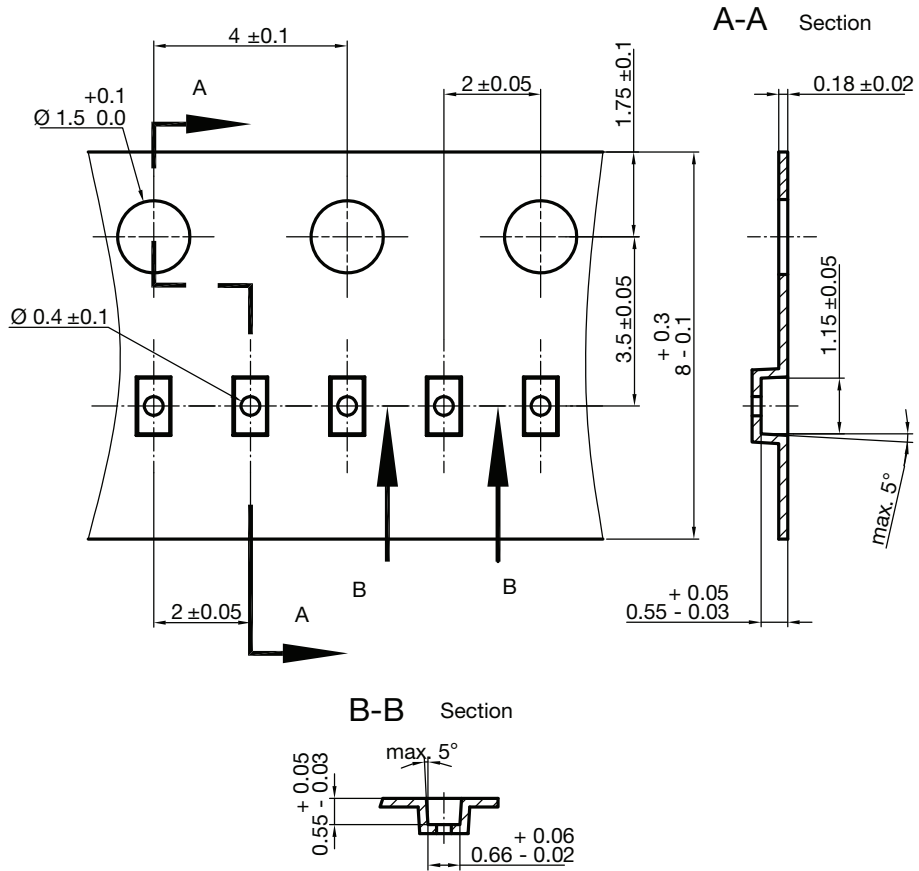 A-A Section
4 ±0.1
A
+0.1
Ø 1.5 0.0
2 ±0.05
1.75 ±0.1
0.18 ±0.02
3.5 ±0.05
+ 0.3
8 - 0.1
1.15 ±0.05
Ø 0.4 ±0.1
max. 5°
B
B
2 ±0.05
A
+ 0.05
0.55 - 0.03
B-B Section
max. 5°
+ 0.05
0.55 - 0.03
+ 0.06
0.66 - 0.02